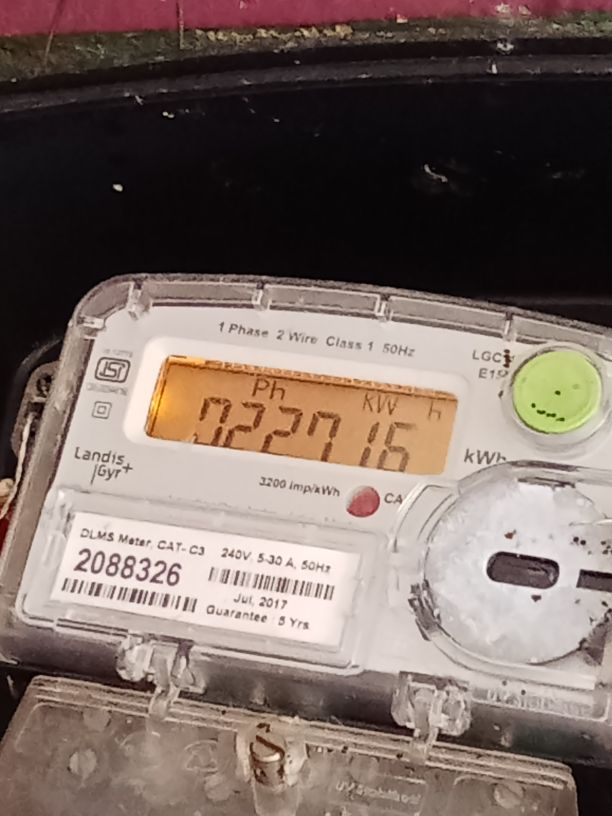 1 Phase 2 Wire Class 1 50Hz
Ph kW h
022716
kWh
Landis
Gyr+
3200 imp/kWh
DLMS Meter, CAT- C3 240V, 5-30 A, 50Hz
2088326
Jul, 2017
Guarantee : 5 Yrs